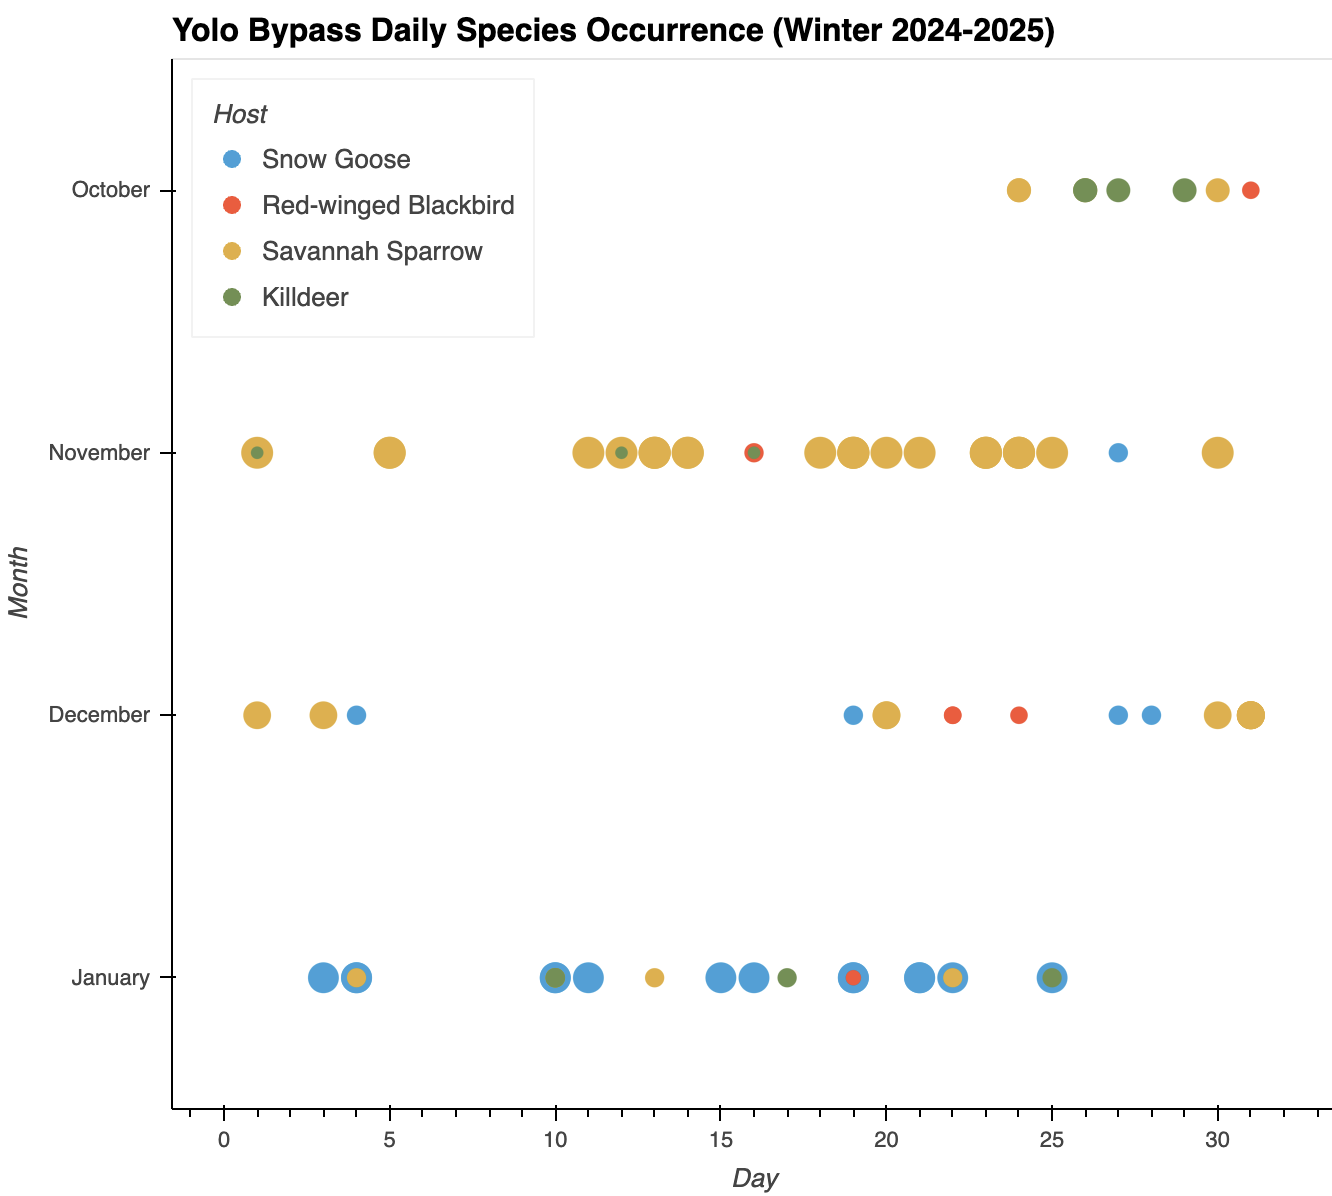 Yolo Bypass Daily Species Occurrence (Winter 2024-2025)
Host
Snow Goose
Red-winged Blackbird
Savannah Sparrow
Killdeer
October
November
December
January
Month
0 5 10 15 20 25 30
Day